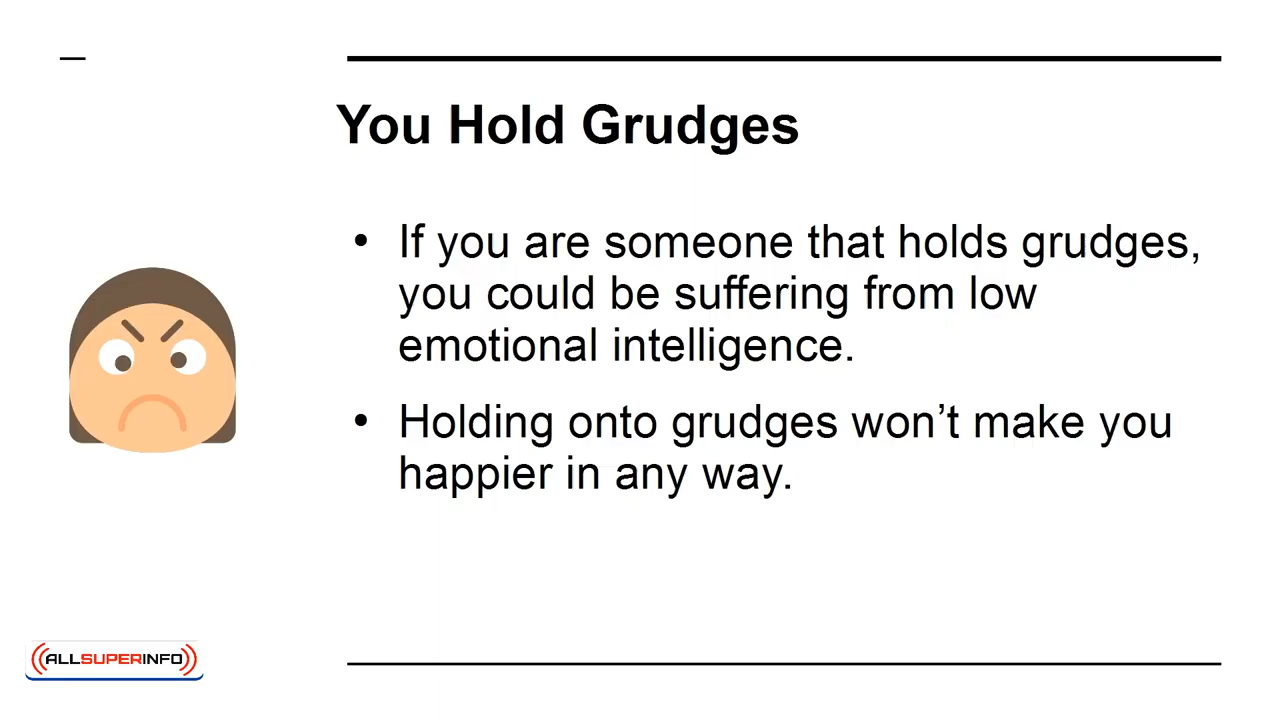 You Hold Grudges
• If you are someone that holds grudges,
you could be suffering from low
emotional intelligence.
• Holding onto grudges won’t make you
happier in any way.
ALLSUPERINFO